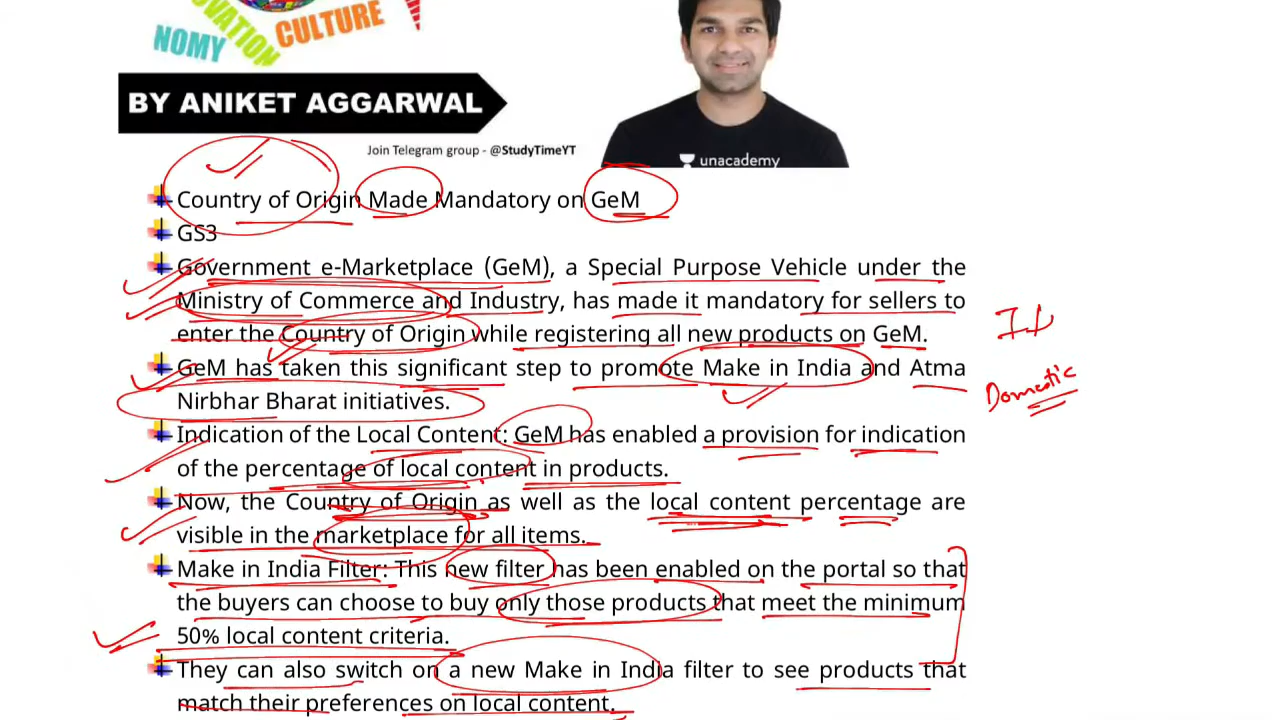 OVATION
CULTURE
NOMY
BY ANIKET AGGARWAL
Join Telegram group - @StudyTimeYT
unacademy
Country of Origin Made Mandatory on GeM
GS3
Government e-Marketplace (GeM), a Special Purpose Vehicle under the
Ministry of Commerce and Industry, has made it mandatory for sellers to
enter the Country of Origin while registering all new products on GeM.
GeM has taken this significant step to promote Make in India and Atma
Nirbhar Bharat initiatives.
Domestic
Indication of the Local Content: GeM has enabled a provision for indication
of the percentage of local content in products.
Now, the Country of Origin as well as the local content percentage are
visible in the marketplace for all items.
Make in India Filter: This new filter has been enabled on the portal so that
the buyers can choose to buy only those products that meet the minimum
50% local content criteria.
They can also switch on a new Make in India filter to see products that
match their preferences on local content.